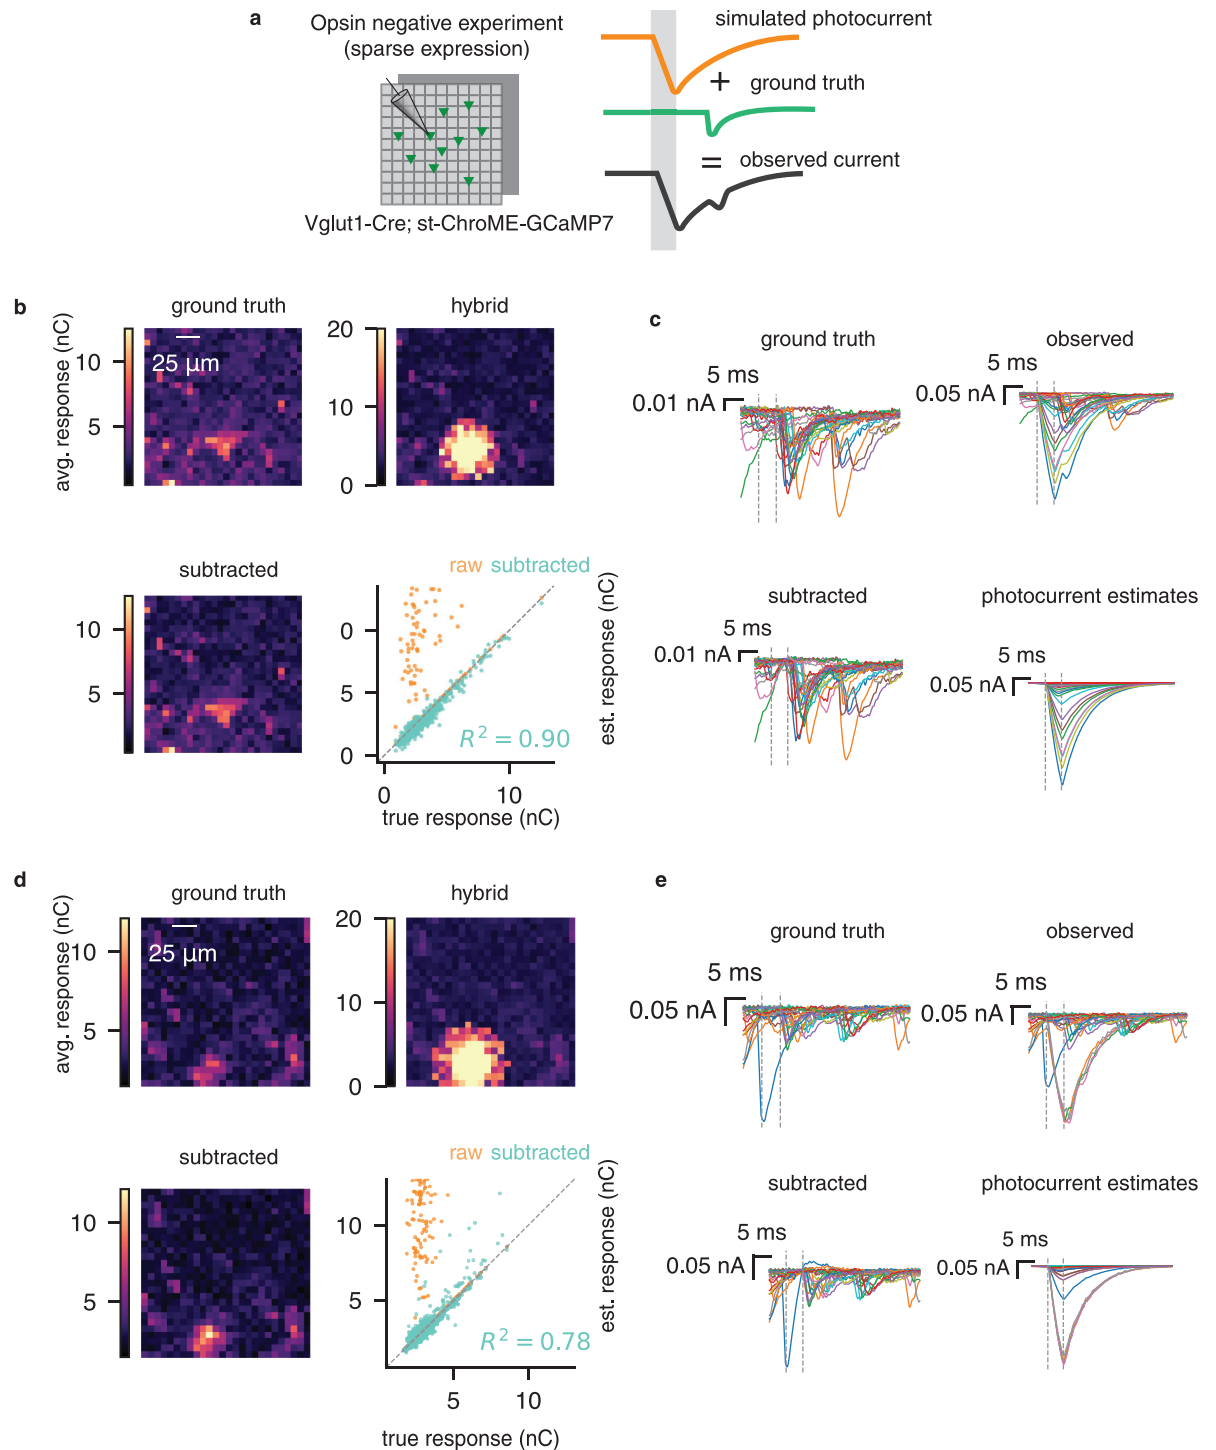 a
Opsin negative experiment
(sparse expression)
Vglut1-Cre; st-ChroME-GCaMP7
simulated photocurrent
+
ground truth
=
observed current
b
avg. response (nC)
ground truth
10
5
25 μm
hybrid
20
10
0
subtracted
10
5
raw subtracted
0
5
0
R² = 0.90
0
10
true response (nC)
est. response (nC)
c
ground truth
5 ms
0.01 nA
observed
5 ms
0.05 nA
subtracted
5 ms
0.01 nA
photocurrent estimates
5 ms
0.05 nA
d
avg. response (nC)
ground truth
10
5
25 μm
hybrid
20
10
0
subtracted
10
5
raw subtracted
10
5
R² = 0.78
5
10
true response (nC)
est. response (nC)
e
ground truth
5 ms
0.05 nA
observed
5 ms
0.05 nA
subtracted
5 ms
0.05 nA
photocurrent estimates
5 ms
0.05 nA